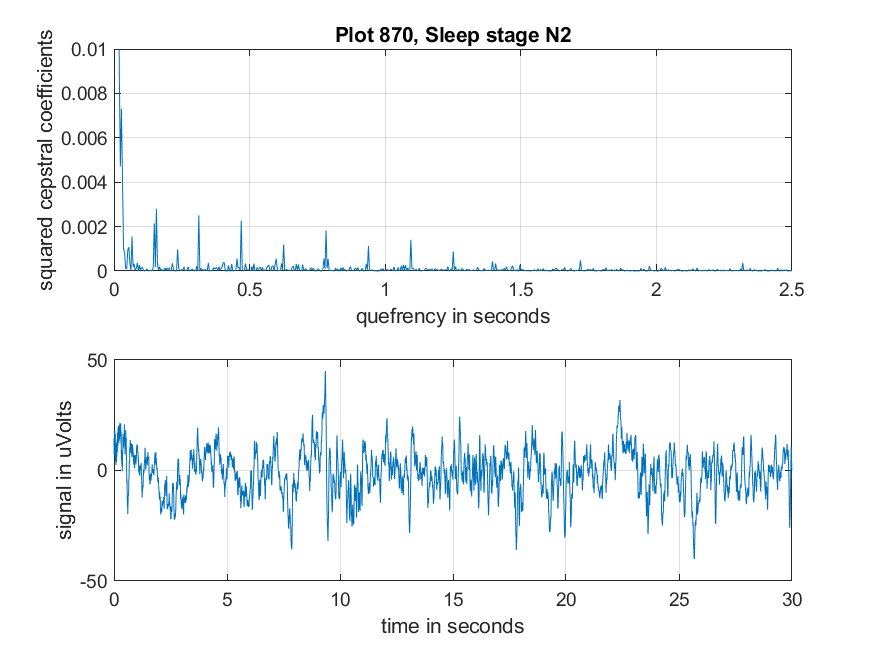 Plot 870, Sleep stage N2
squared cepstral coefficients
0.01
0.008
0.006
0.004
0.002
0
0 0.5 1 1.5 2 2.5
quefrency in seconds
signal in uVolts
50
0
-50
0 5 10 15 20 25 30
time in seconds